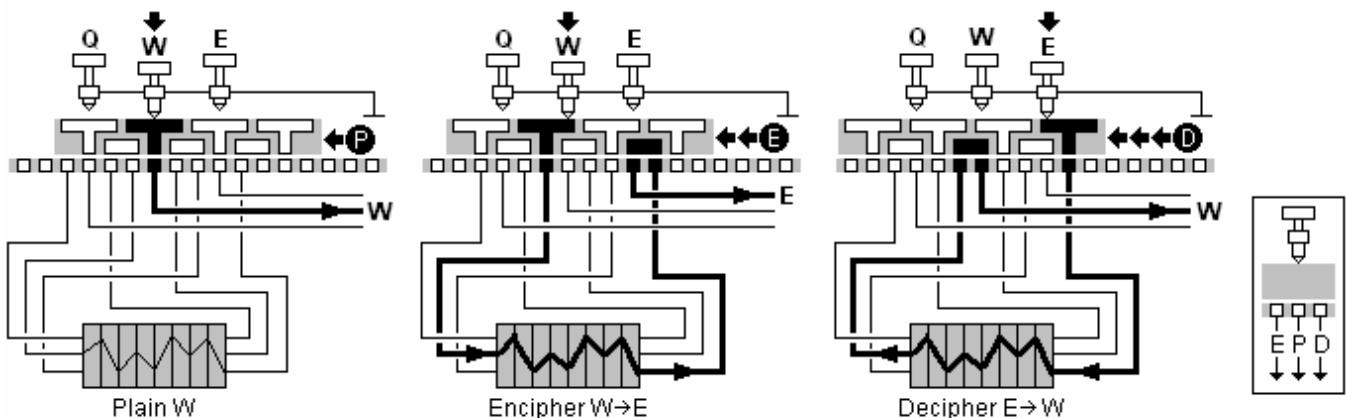 Q W E
P
W
Plain W
Q W E
E
E
Encipher W→E
Q W E
D
W
Decipher E→W
E P D